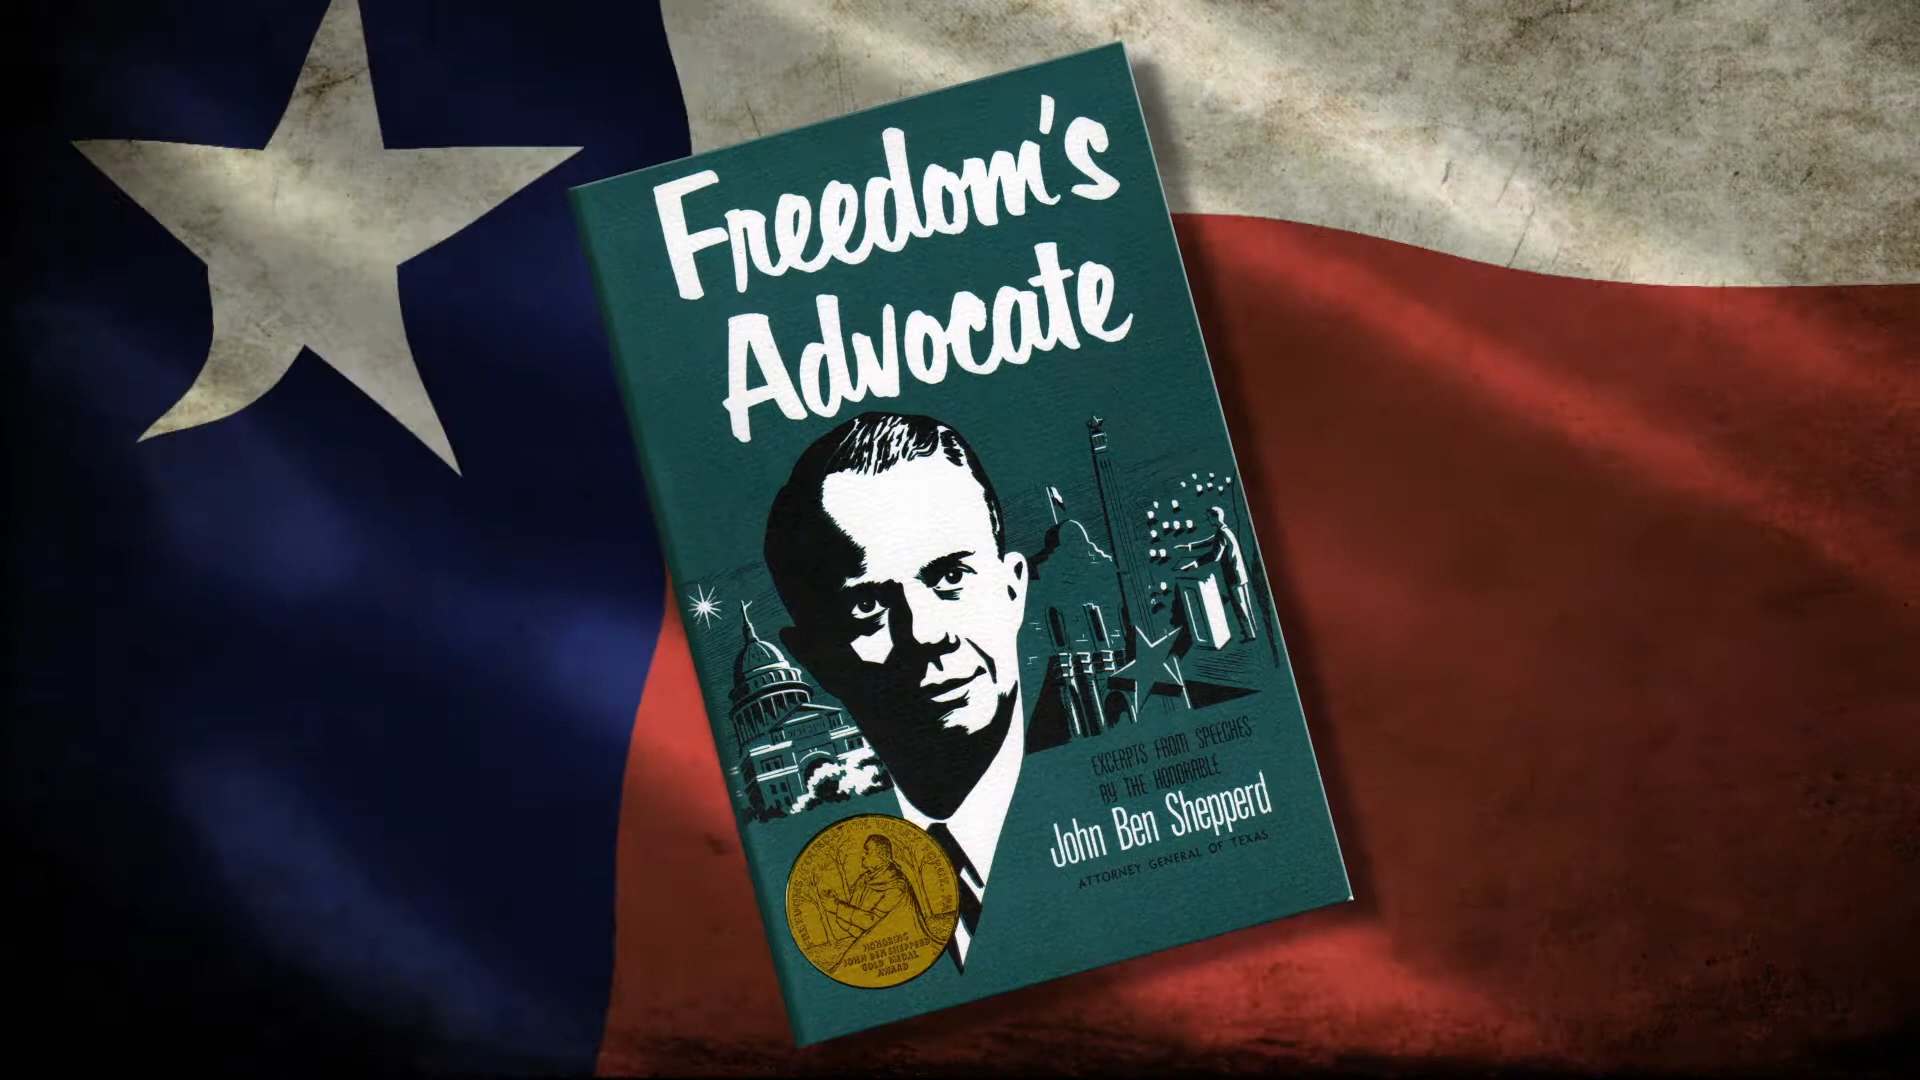 Freedom's
Advocate
EXCERPTS FROM SPEECHES
BY THE HONORABLE
John Ben Shepperd
ATTORNEY GENERAL OF TEXAS
HONORING
JOHN BEN SHEPPERD
GOLD MEDAL
AWARD